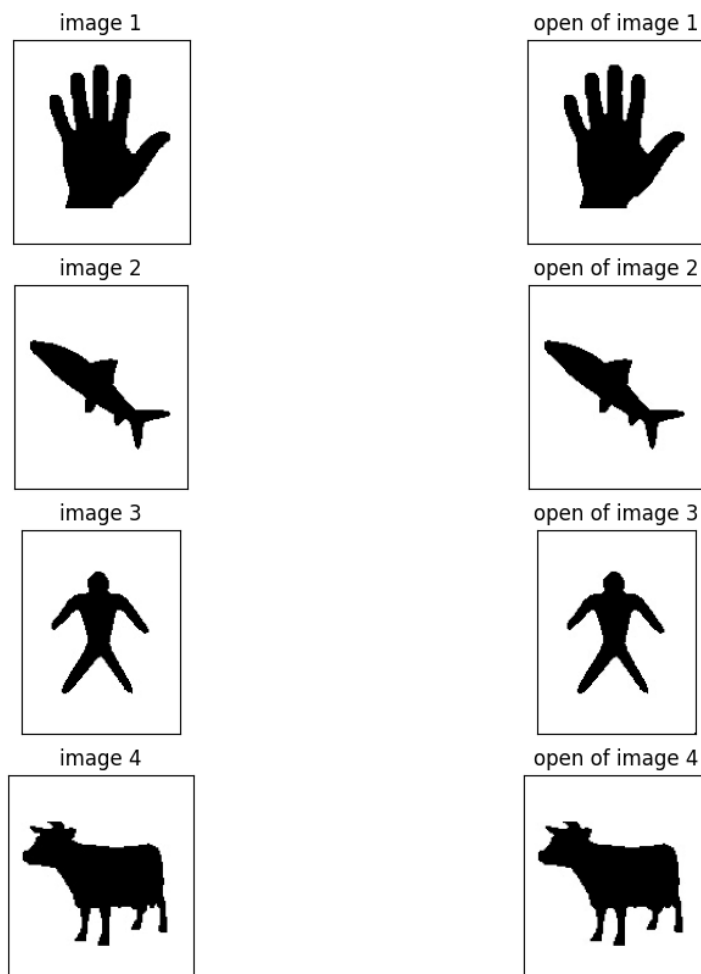 image 1
open of image 1
image 2
open of image 2
image 3
open of image 3
image 4
open of image 4